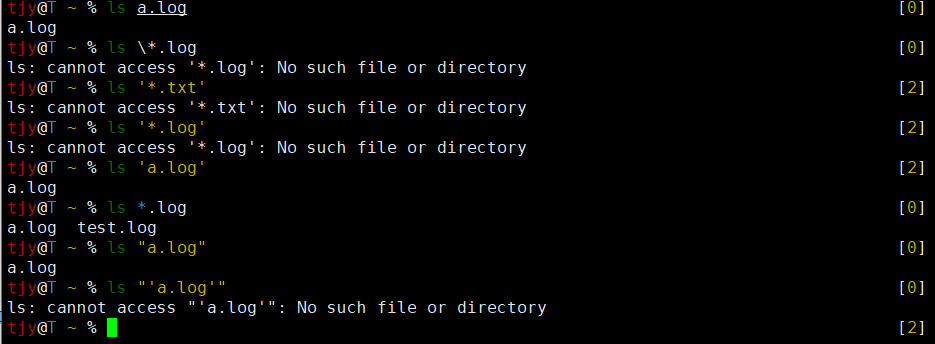 tjy@T ~ % ls a.log [0]
a.log
tjy@T ~ % ls \*.log [0]
ls: cannot access '*.log': No such file or directory
tjy@T ~ % ls '*.txt' [2]
ls: cannot access '*.txt': No such file or directory
tjy@T ~ % ls '*.log' [2]
ls: cannot access '*.log': No such file or directory
tjy@T ~ % ls 'a.log' [2]
a.log
tjy@T ~ % ls *.log [0]
a.log  test.log
tjy@T ~ % ls "a.log" [0]
a.log
tjy@T ~ % ls "'a.log'" [0]
ls: cannot access "'a.log'": No such file or directory
tjy@T ~ % [2]